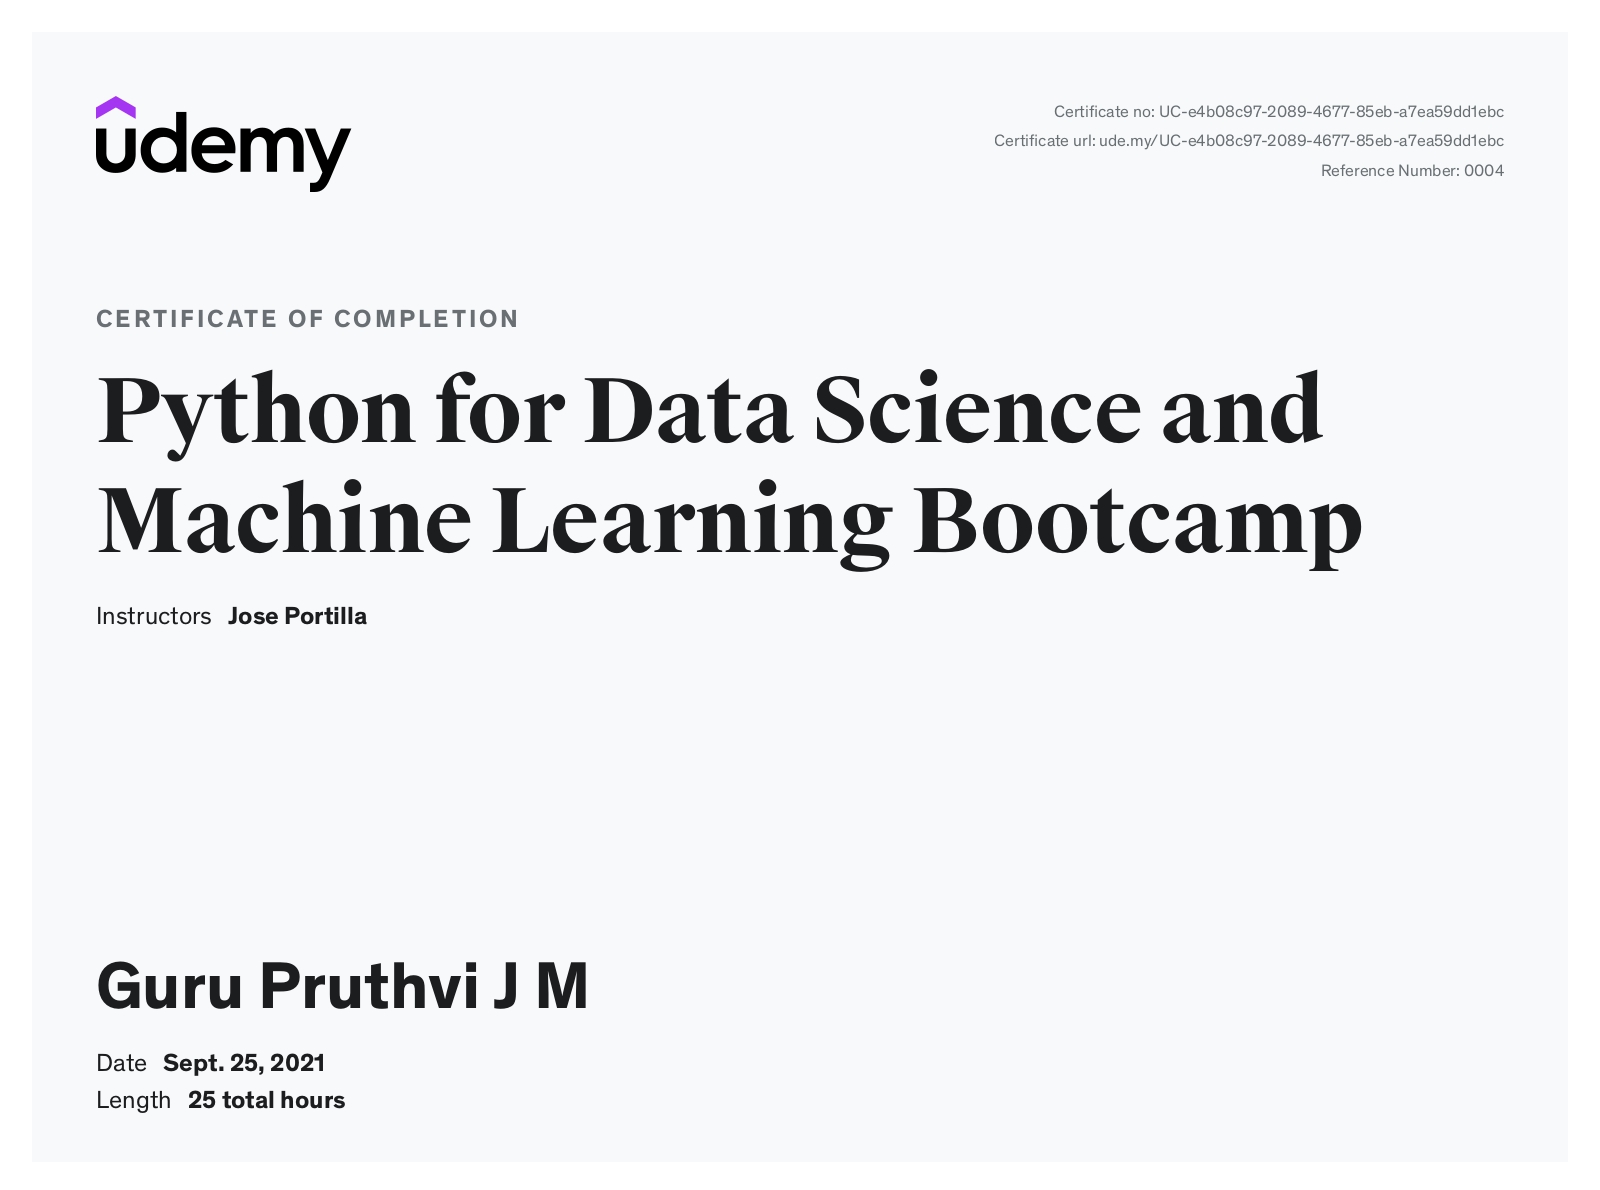 udemy
Certificate no: UC-e4b08c97-2089-4677-85eb-a7ea59dd1ebc
Certificate url: ude.my/UC-e4b08c97-2089-4677-85eb-a7ea59dd1ebc
Reference Number: 0004
CERTIFICATE OF COMPLETION
Python for Data Science and
Machine Learning Bootcamp
Instructors Jose Portilla
Guru Pruthvi J M
Date Sept. 25, 2021
Length 25 total hours